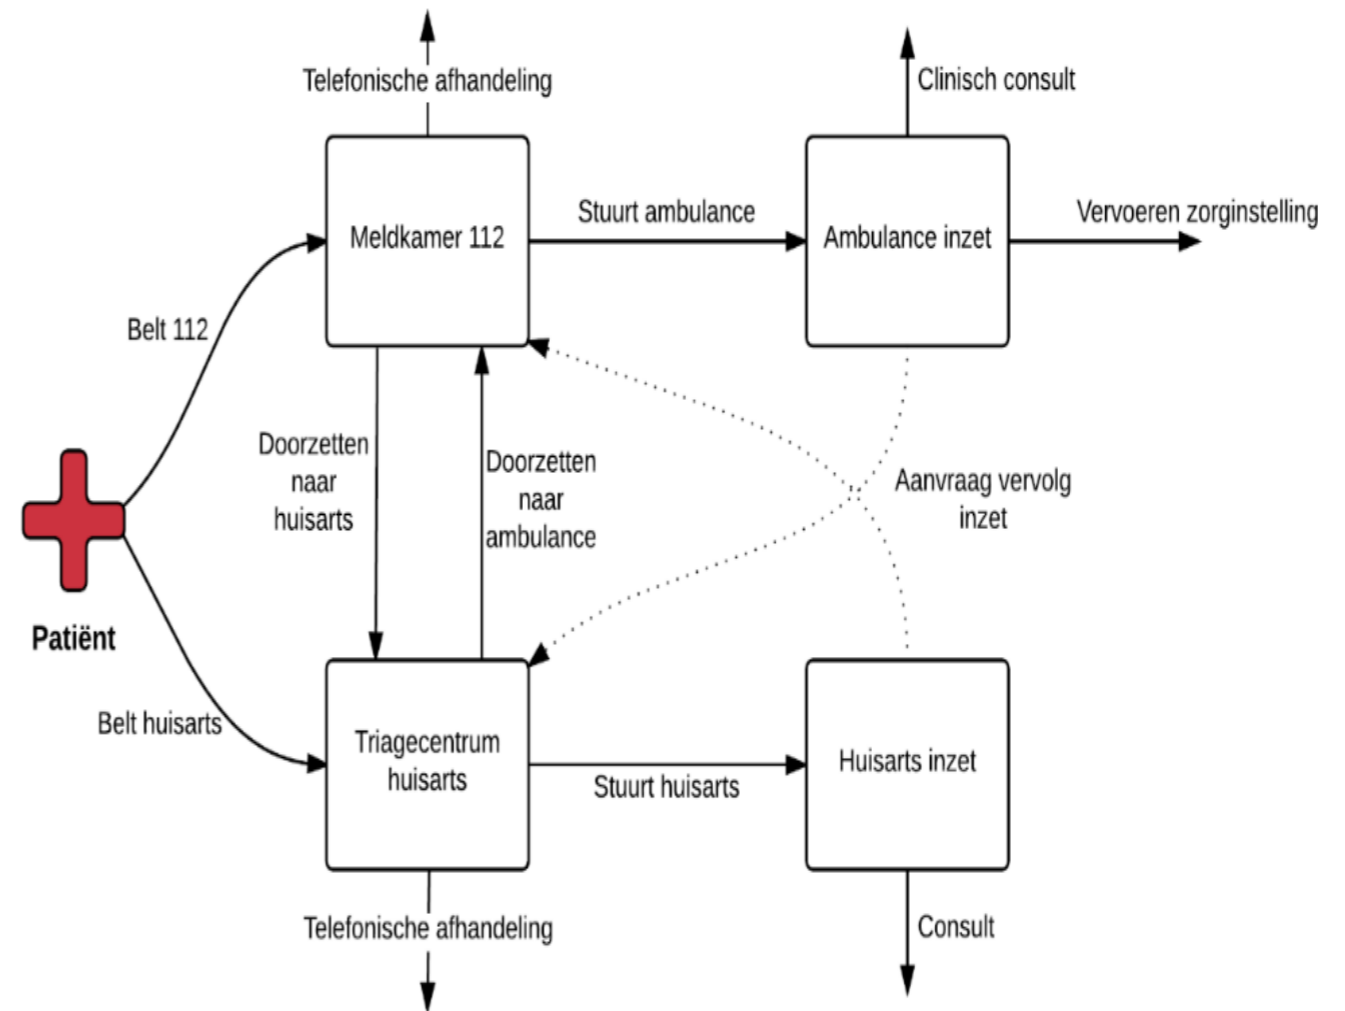 Telefonische afhandeling
Clinisch consult
Meldkamer 112
Stuurt ambulance
Ambulance inzet
Vervoeren zorginstelling
Belt 112
Doorzetten
naar
huisarts
Doorzetten
naar
ambulance
Aanvraag vervolg
inzet
Patiënt
Belt huisarts
Triagecentrum
huisarts
Stuurt huisarts
Huisarts inzet
Telefonische afhandeling
Consult